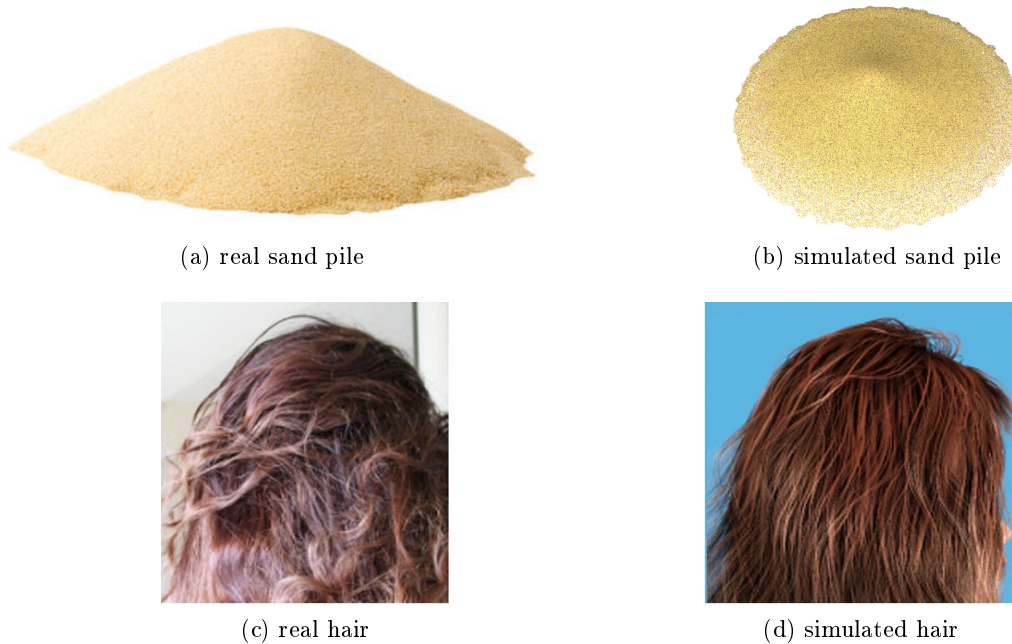 (a) real sand pile
(b) simulated sand pile
(c) real hair
(d) simulated hair